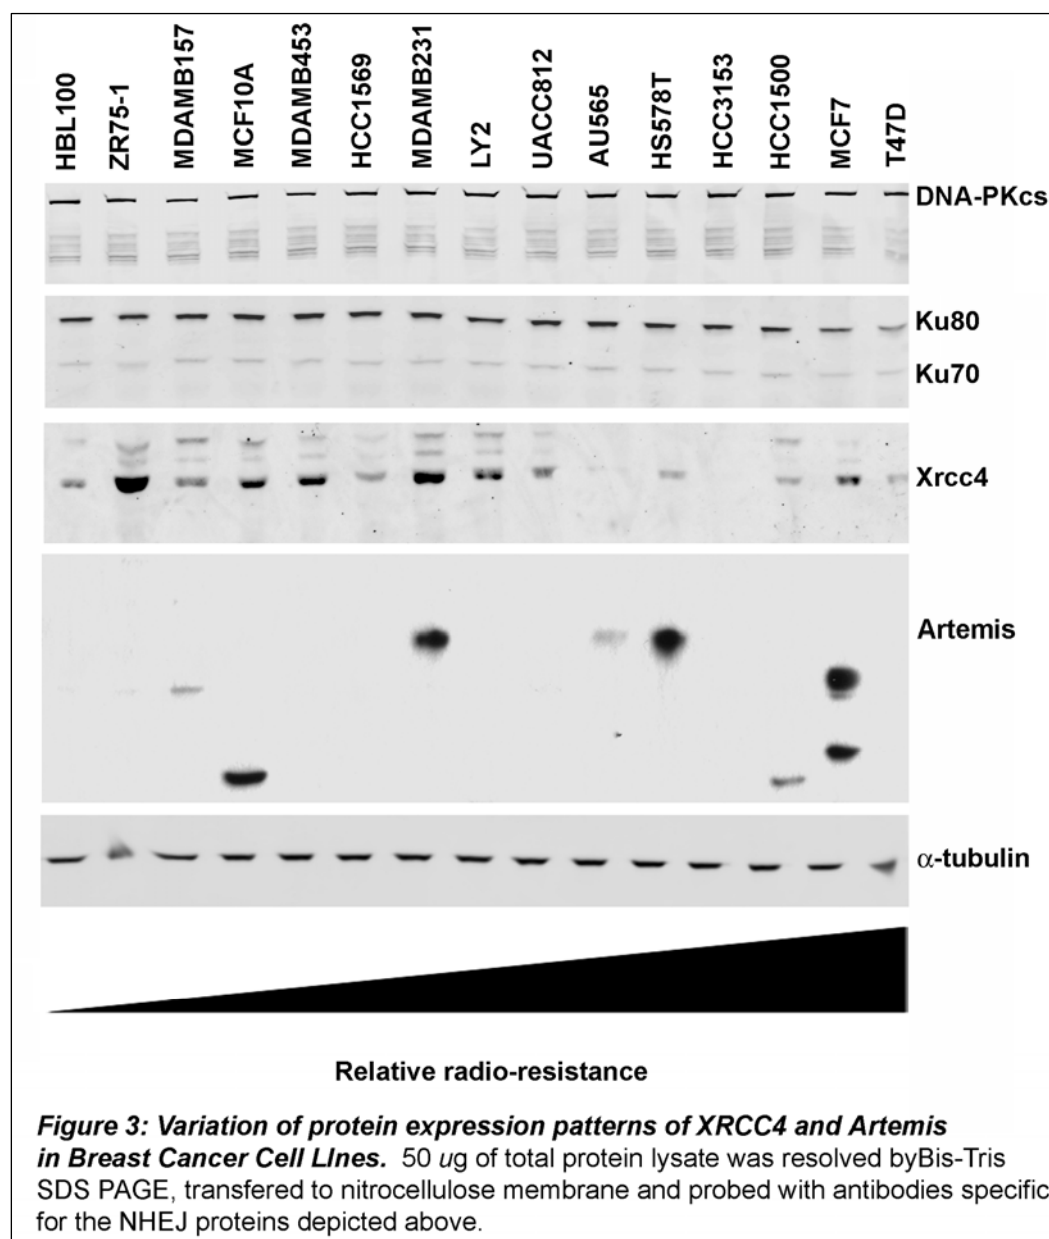 HBL100
ZR75-1
MDAMB157
MCF10A
MDAMB453
HCC1569
MDAMB231
LY2
UACC812
AU565
HS578T
HCC3153
HCC1500
MCF7
T47D
DNA-PKcs
Ku80
Ku70
Xrcc4
Artemis
α-tubulin
Relative radio-resistance
Figure 3: Variation of protein expression patterns of XRCC4 and Artemis
in Breast Cancer Cell LInes. 50 ug of total protein lysate was resolved byBis-Tris
SDS PAGE, transfered to nitrocellulose membrane and probed with antibodies specific
for the NHEJ proteins depicted above.